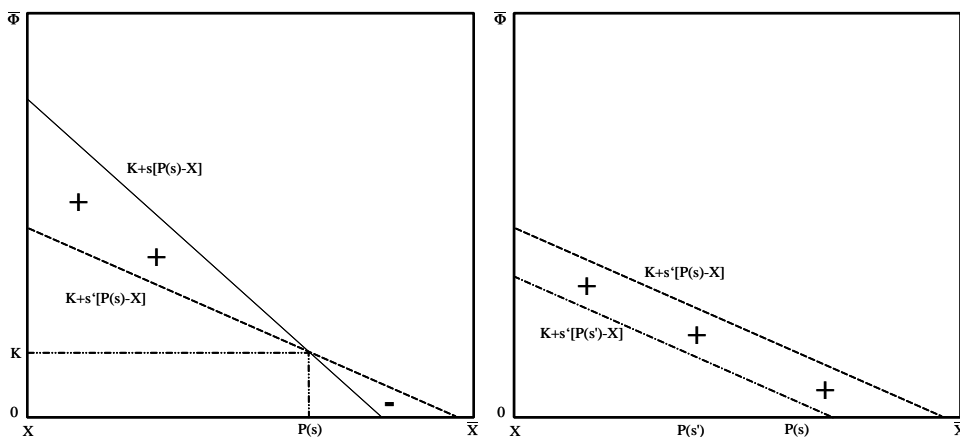 Φ̅
K+s[P(s)-X]
+
+
K+s‘[P(s)-X]
K
-
0
X
P(s)
X̅
Φ̅
K+s‘[P(s)-X]
+
K+s‘[P(s')-X]
+
+
0
X
P(s')
P(s)
X̅